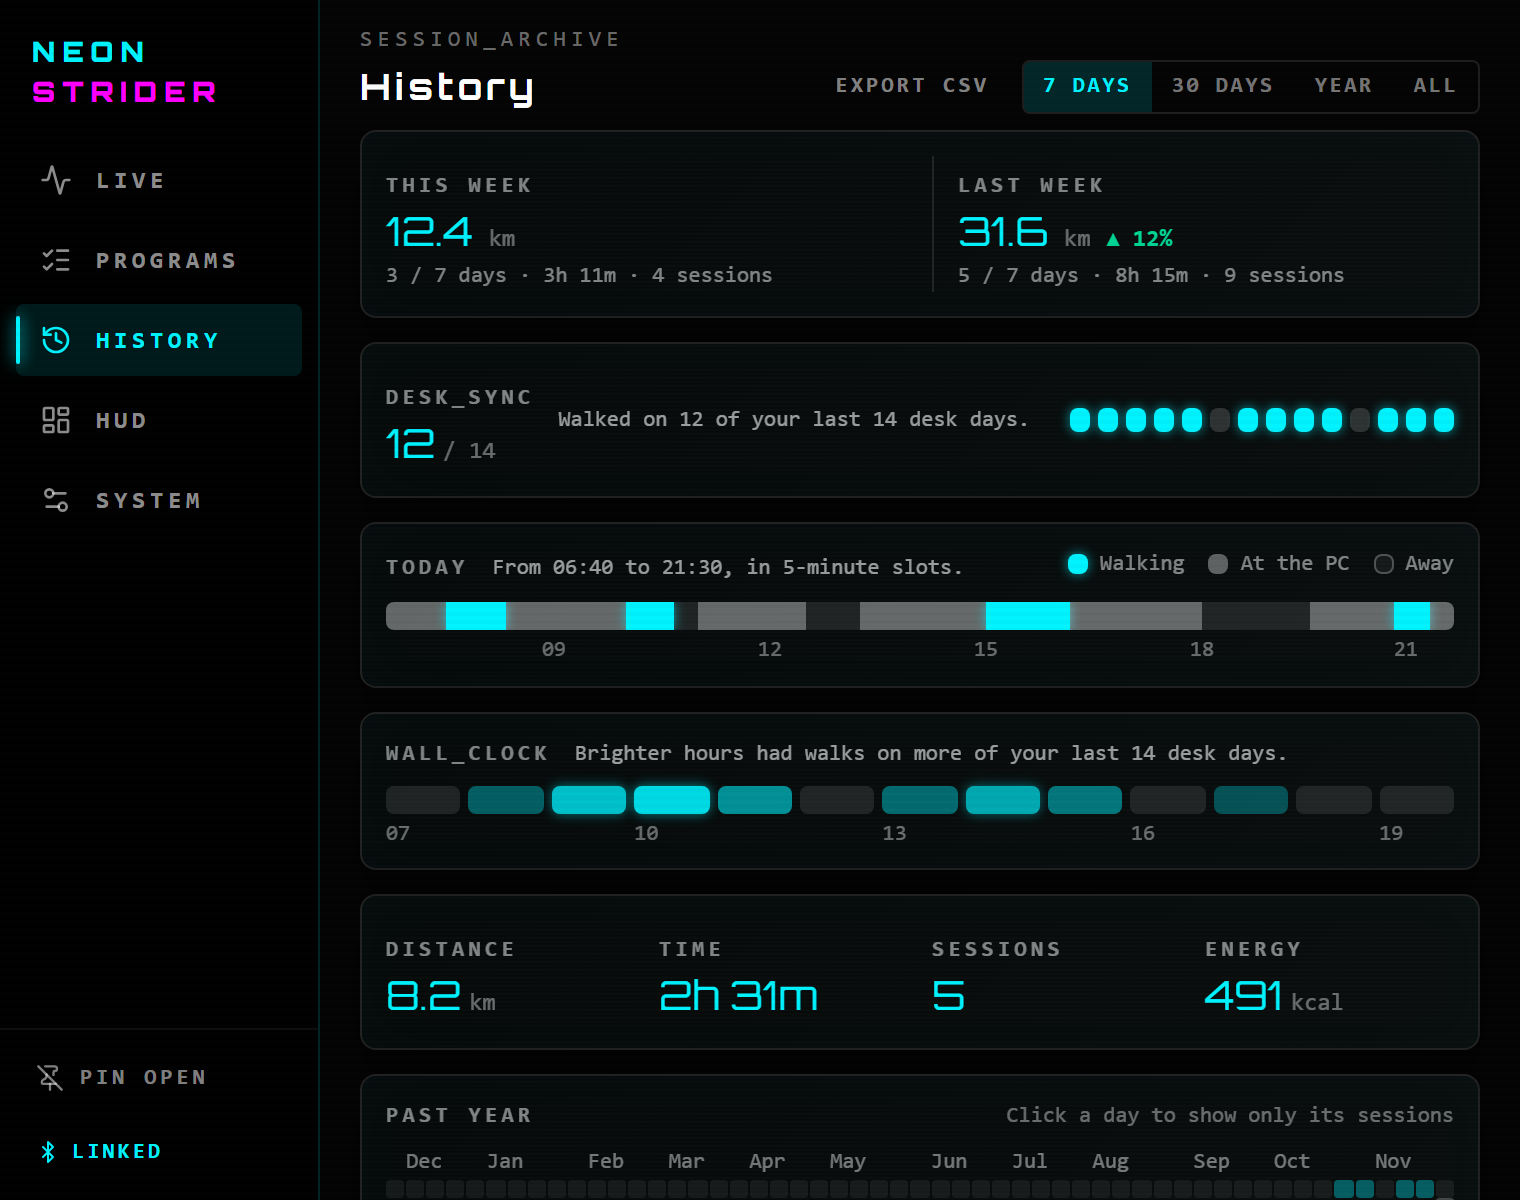 NEON
STRIDER
LIVE
PROGRAMS
HISTORY
HUD
SYSTEM
PIN OPEN
LINKED
SESSION_ARCHIVE
History
EXPORT CSV
7 DAYS 30 DAYS YEAR ALL
THIS WEEK
12.4 km
3 / 7 days · 3h 11m · 4 sessions
LAST WEEK
31.6 km ▲ 12%
5 / 7 days · 8h 15m · 9 sessions
DESK_SYNC
12 / 14
Walked on 12 of your last 14 desk days.
TODAY From 06:40 to 21:30, in 5-minute slots.
Walking At the PC Away
09 12 15 18 21
WALL_CLOCK Brighter hours had walks on more of your last 14 desk days.
07 10 13 16 19
DISTANCE
8.2 km
TIME
2h 31m
SESSIONS
5
ENERGY
491 kcal
PAST YEAR
Click a day to show only its sessions
Dec Jan Feb Mar Apr May Jun Jul Aug Sep Oct Nov